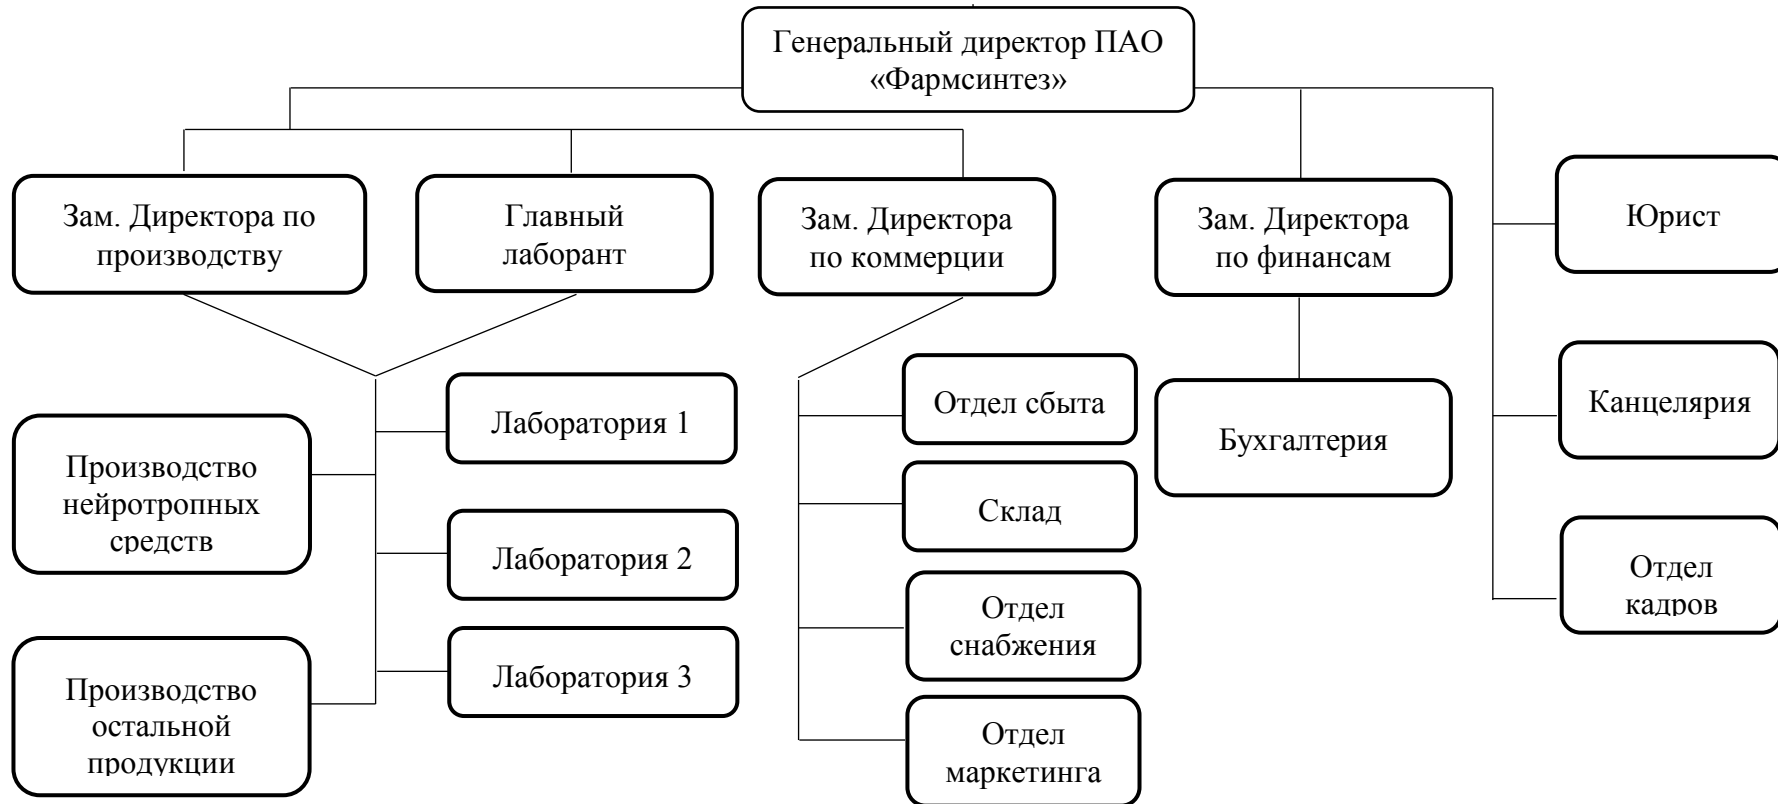 Генеральный директор ПАО
«Фармсинтез»
Зам. Директора по
производству
Главный
лаборант
Зам. Директора
по коммерции
Зам. Директора
по финансам
Юрист
Производство
нейротропных
средств
Производство
остальной
продукции
Лаборатория 1
Лаборатория 2
Лаборатория 3
Отдел сбыта
Склад
Отдел
снабжения
Отдел
маркетинга
Бухгалтерия
Канцелярия
Отдел
кадров